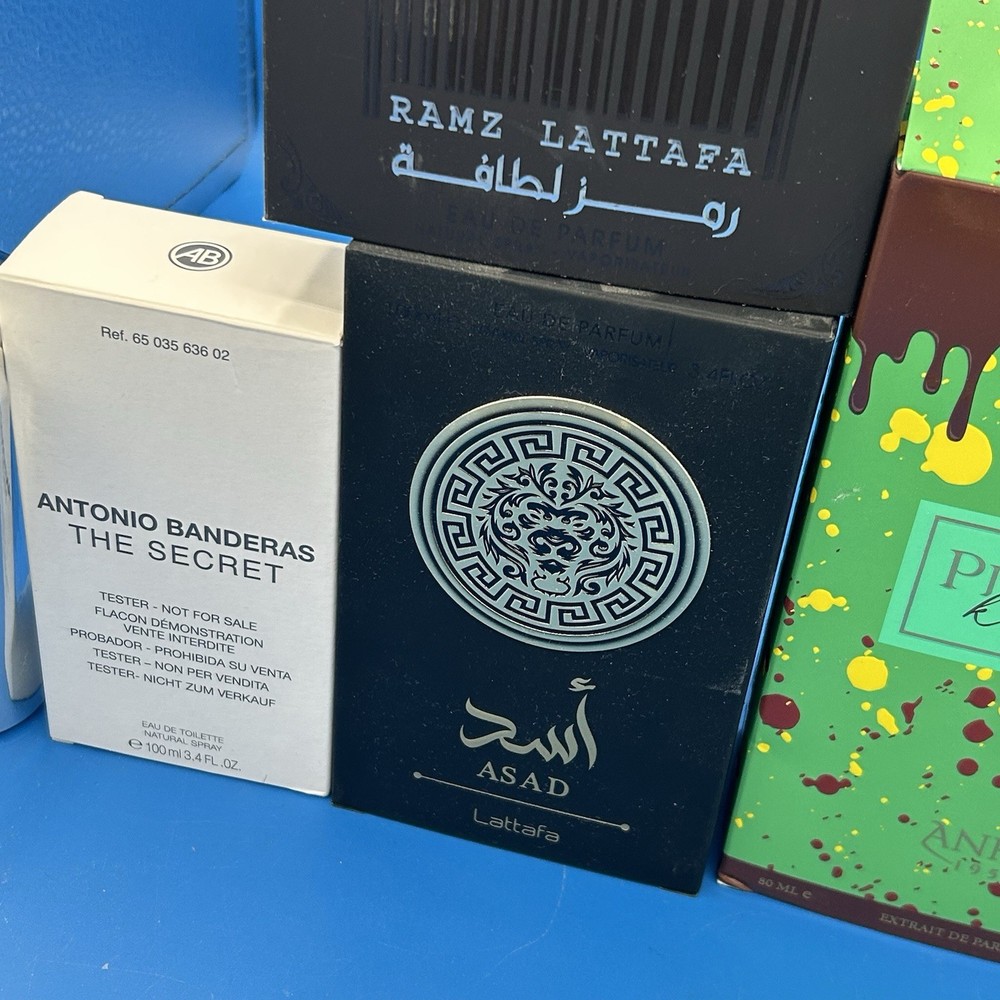 RAMZ LATTAFA
رمز لطافة
EAU DE PARFUM
AB
Ref. 65 035 636 02
ANTONIO BANDERAS
THE SECRET
TESTER - NOT FOR SALE
FLACON DÉMONSTRATION
VENTE INTERDITE
PROBADOR - PROHIBIDA SU VENTA
TESTER – NON PER VENDITA
TESTER- NICHT ZUM VERKAUF
EAU DE TOILETTE
NATURAL SPRAY
e 100 ml 3,4 FL .OZ.
EAU DE PARFUM
أسد
ASAD
Lattafa
80 ML e
EXTRAIT DE